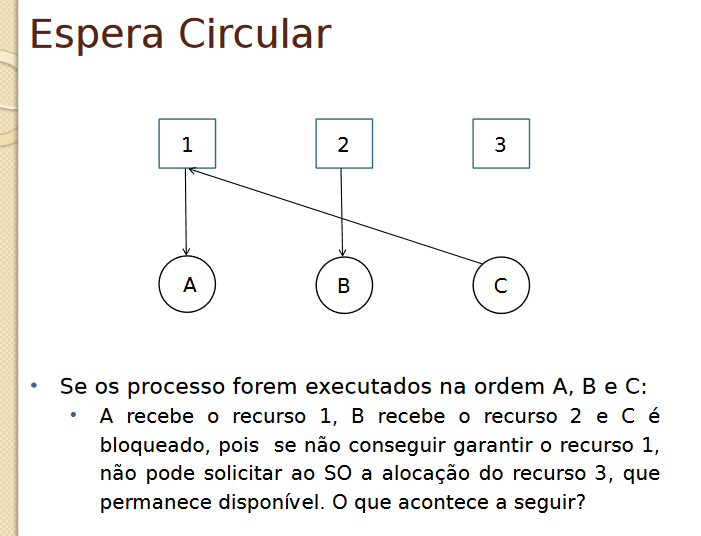 Espera Circular
1 2 3
A B C
• Se os processo forem executados na ordem A, B e C:
• A recebe o recurso 1, B recebe o recurso 2 e C é
bloqueado, pois se não conseguir garantir o recurso 1,
não pode solicitar ao SO a alocação do recurso 3, que
permanece disponível. O que acontece a seguir?